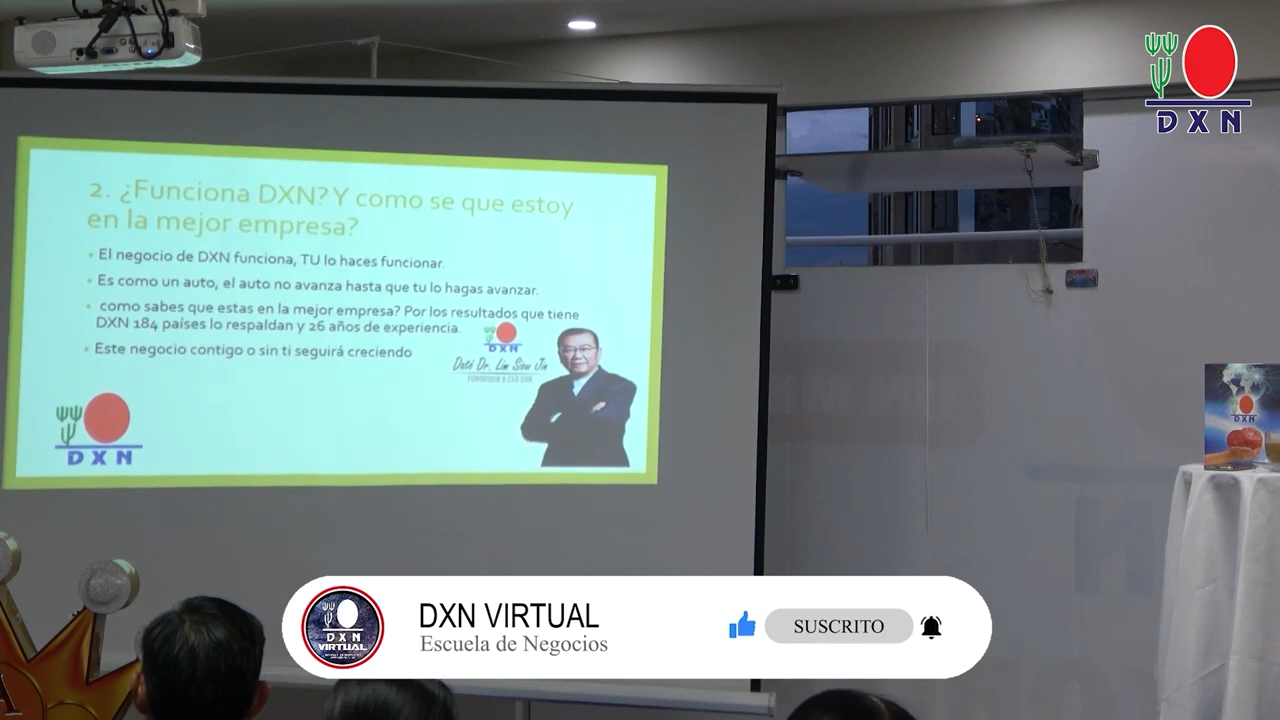 DXN
2. ¿Funciona DXN? Y como se que estoy
en la mejor empresa?
El negocio de DXN funciona, TU lo haces funcionar.
Es como un auto, el auto no avanza hasta que tu lo hagas avanzar.
como sabes que estas en la mejor empresa? Por los resultados que tiene
DXN 184 países lo respaldan y 26 años de experiencia.
Este negocio contigo o sin ti seguirá creciendo
DXN
Dató Dr. Lim Siow Jin
FUNDADOR & CEO DXN
DXN
DXN
DXN
VIRTUAL
DXN VIRTUAL
Escuela de Negocios
SUSCRITO
A